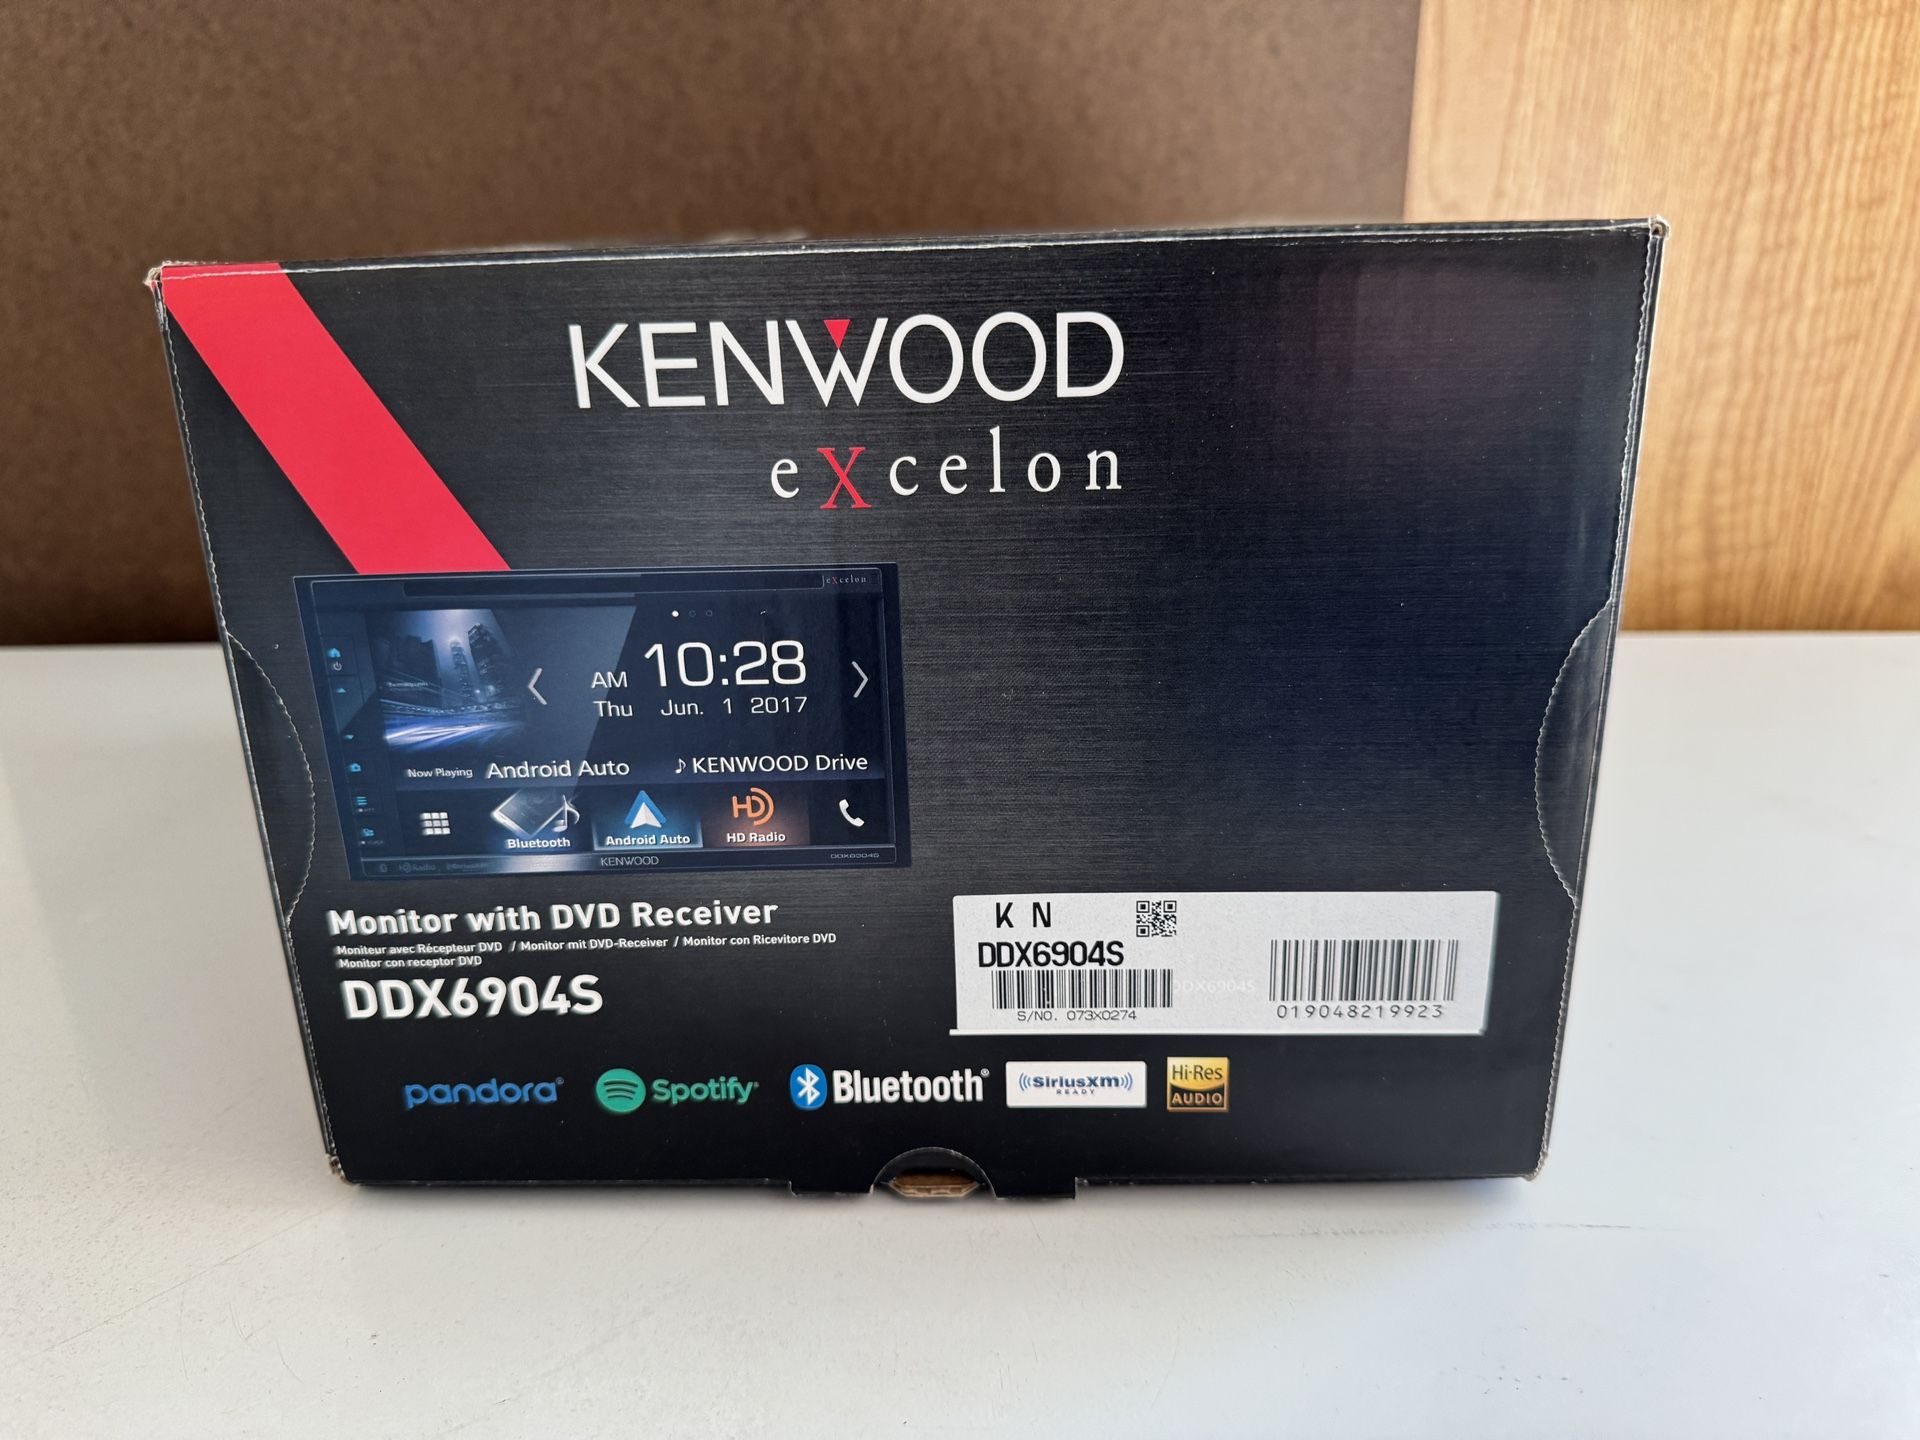 KENWOOD
eXcelon
eXcelon
AM 10:28
Thu Jun. 1 2017
Now Playing Android Auto ♪ KENWOOD Drive
Bluetooth
Android Auto
HD Radio
KENWOOD
Monitor with DVD Receiver
Moniteur avec Récepteur DVD / Monitor mit DVD-Receiver / Monitor con Ricevitore DVD
Monitor con receptor DVD
DDX6904S
K N
DDX6904S
DDX6904S
S/NO. 073X0274
019048219923
pandora®
Spotify®
Bluetooth®
((SiriusXM))
READY
Hi-Res
AUDIO